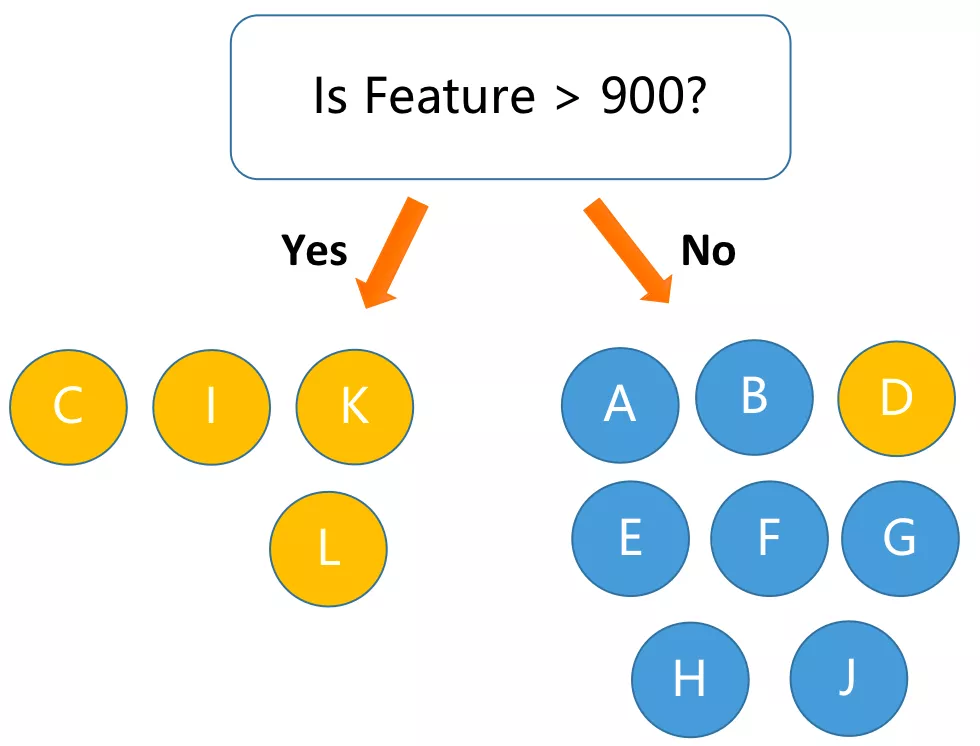 Is Feature > 900?
Yes
No
C I K
A B D
L
E F G
H J